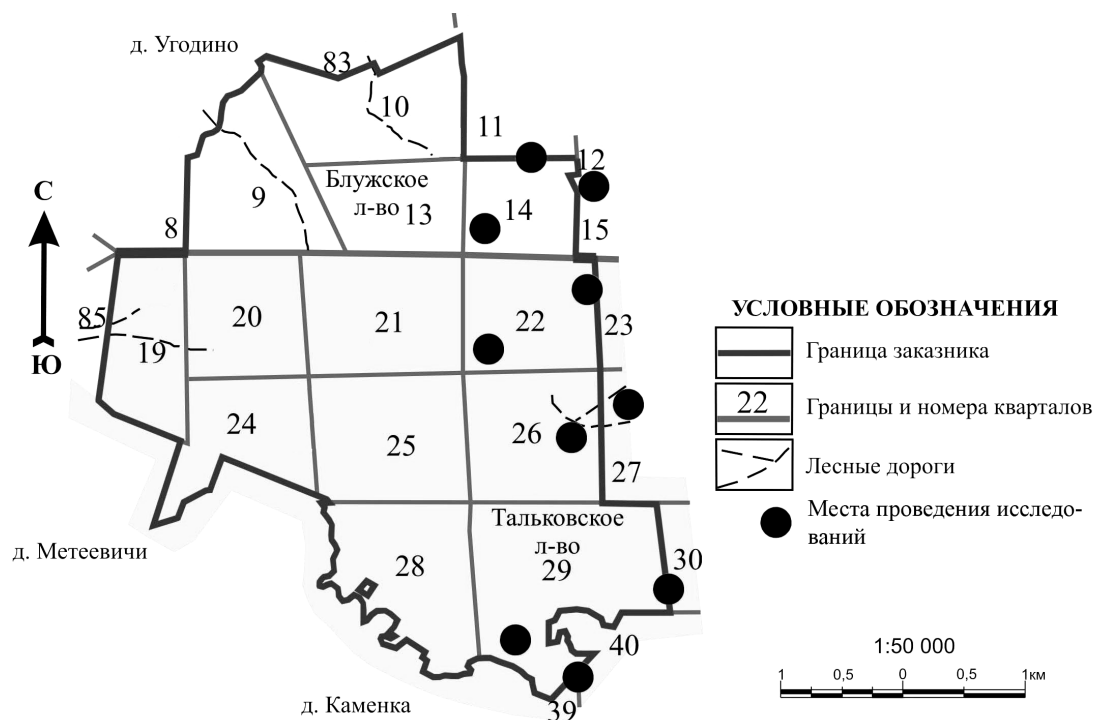 д. Угодино
83
10
11
12
С
Блужское
л-во 13
9
14
8
15
85
19
20
21
22
23
Ю
24
25
26
27
Тальковское
л-во
28
29
30
40
39
д. Метеевичи
д. Каменка
УСЛОВНЫЕ ОБОЗНАЧЕНИЯ
Граница заказника
22
Границы и номера кварталов
Лесные дороги
Места проведения исследо-
ваний
1:50 000
1 0,5 0 0,5 1км